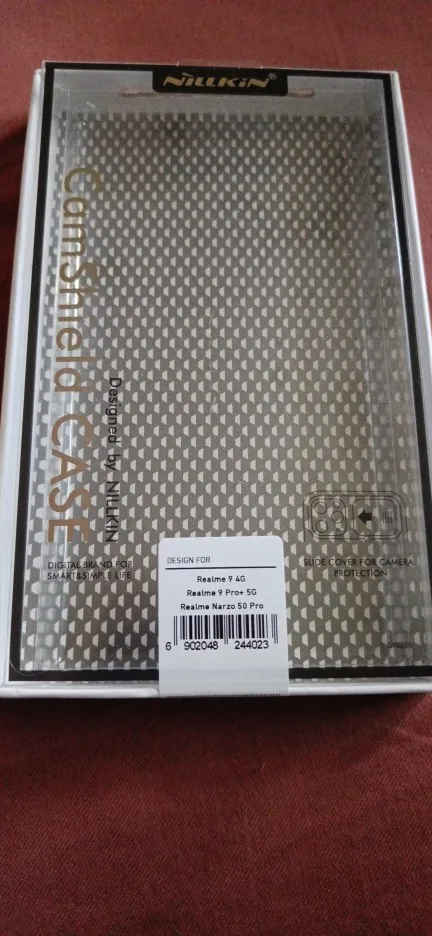 NiLLKiN®
CamShield CASE
Designed by NILLKIN
DIGITAL BRAND FOR
SMART&SIMPLE LIFE
SLIDE COVER FOR CAMERA
PROTECTION
DESIGN FOR
Realme 9 4G
Realme 9 Pro+ 5G
Realme Narzo 50 Pro
6 902048 244023